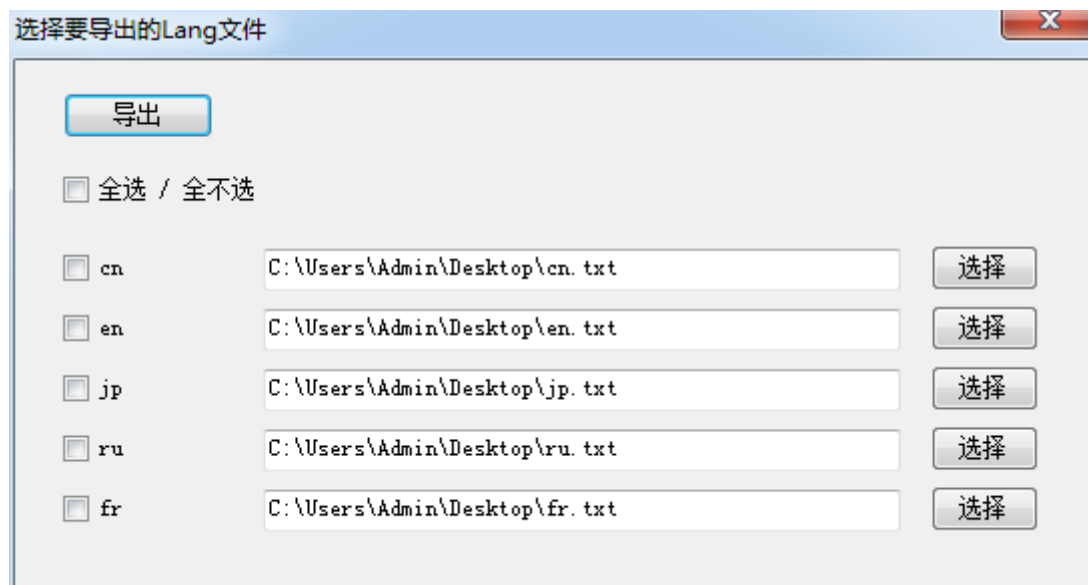 选择要导出的Lang文件
导出
全选 / 全不选
cn C:\Users\Admin\Desktop\cn.txt 选择
en C:\Users\Admin\Desktop\en.txt 选择
jp C:\Users\Admin\Desktop\jp.txt 选择
ru C:\Users\Admin\Desktop\ru.txt 选择
fr C:\Users\Admin\Desktop\fr.txt 选择